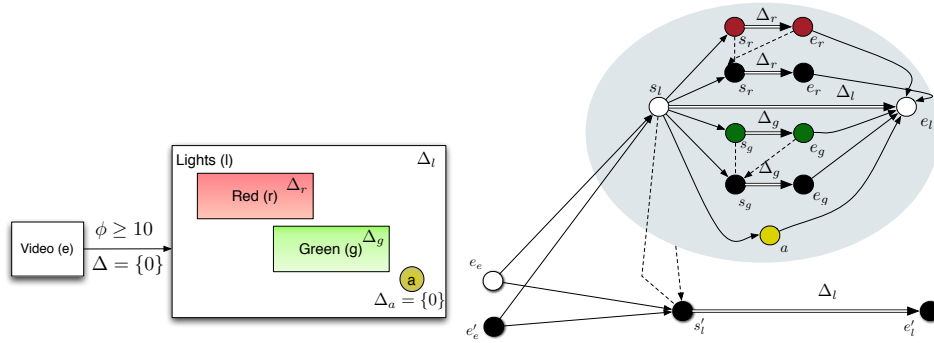 Lights (l)
Δ_l
Red (r)
Δ_r
Green (g)
Δ_g
a
Δ_a = {0}
Video (e)
ϕ ≥ 10
Δ = {0}
Δ_r
s_r
e_r
Δ_r
s_r
e_r
s_l
Δ_l
e_l
Δ_g
s_g
e_g
Δ_g
s_g
e_g
a
e_e
e'_e
s'_l
Δ_l
e'_l